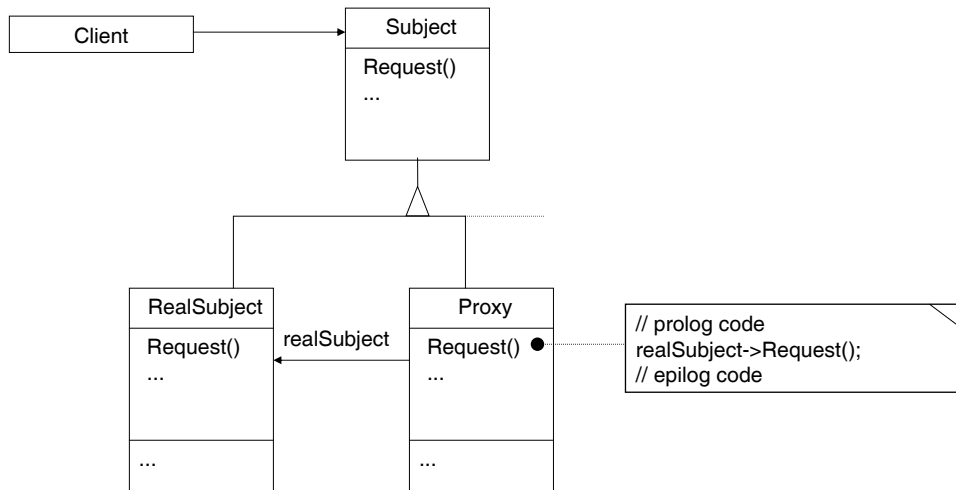 Client
Subject
Request()
...
RealSubject
Request()
...
...
realSubject
Proxy
Request()
...
...
// prolog code
realSubject->Request();
// epilog code